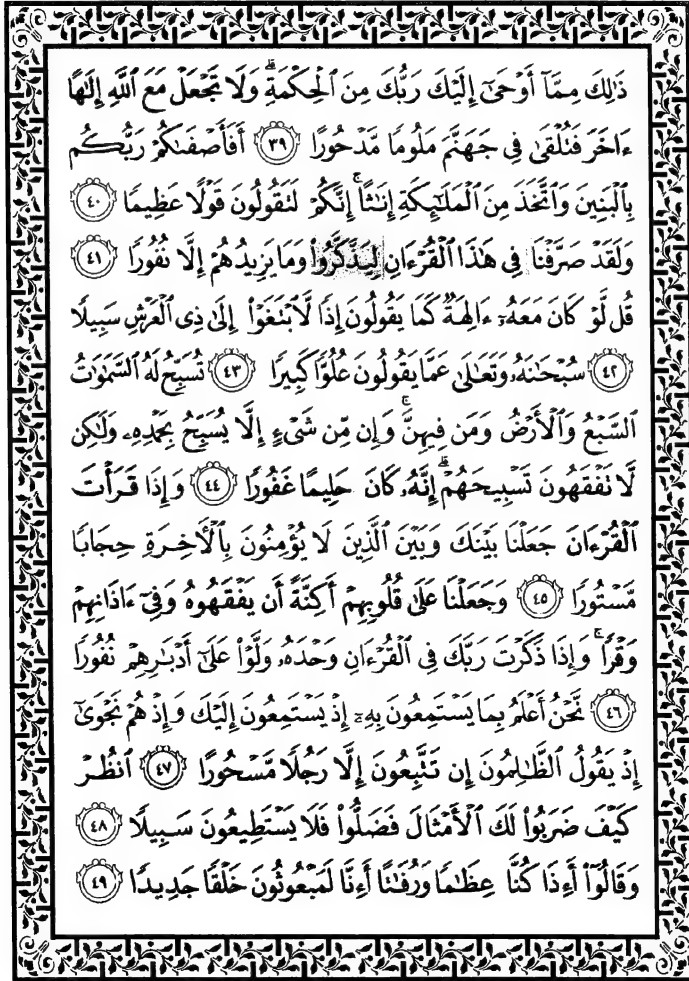 ذَٰلِكَ مِمَّآ أَوۡحَىٰٓ إِلَيۡكَ رَبُّكَ مِنَ ٱلۡحِكۡمَةِۗ وَلَا تَجۡعَلۡ مَعَ ٱللَّهِ إِلَٰهًا
ءَاخَرَ فَتُلۡقَىٰ فِي جَهَنَّمَ مَلُومٗا مَّدۡحُورًا ٣٩ أَفَأَصۡفَىٰكُمۡ رَبُّكُم
بِٱلۡبَنِينَ وَٱتَّخَذَ مِنَ ٱلۡمَلَٰٓئِكَةِ إِنَٰثًاۚ إِنَّكُمۡ لَتَقُولُونَ قَوۡلًا عَظِيمٗا ٤٠
وَلَقَدۡ صَرَّفۡنَا فِي هَٰذَا ٱلۡقُرۡءَانِ لِيَذَّكَّرُواْ وَمَا يَزِيدُهُمۡ إِلَّا نُفُورٗا ٤١
قُل لَّوۡ كَانَ مَعَهُۥٓ ءَالِهَةٞ كَمَا يَقُولُونَ إِذٗا لَّٱبۡتَغَوۡاْ إِلَىٰ ذِي ٱلۡعَرۡشِ سَبِيلٗا
٤٢ سُبۡحَٰنَهُۥ وَتَعَٰلَىٰ عَمَّا يَقُولُونَ عُلُوّٗا كَبِيرٗا ٤٣ تُسَبِّحُ لَهُ ٱلسَّمَٰوَٰتُ
ٱلسَّبۡعُ وَٱلۡأَرۡضُ وَمَن فِيهِنَّۚ وَإِن مِّن شَيۡءٍ إِلَّا يُسَبِّحُ بِحَمۡدِهِۦ وَلَٰكِن
لَّا تَفۡقَهُونَ تَسۡبِيحَهُمۡۗ إِنَّهُۥ كَانَ حَلِيمًا غَفُورٗا ٤٤ وَإِذَا قَرَأۡتَ
ٱلۡقُرۡءَانَ جَعَلۡنَا بَيۡنَكَ وَبَيۡنَ ٱلَّذِينَ لَا يُؤۡمِنُونَ بِٱلۡأٓخِرَةِ حِجَابٗا
مَّسۡتُورٗا ٤٥ وَجَعَلۡنَا عَلَىٰ قُلُوبِهِمۡ أَكِنَّةً أَن يَفۡقَهُوهُ وَفِيٓ ءَاذَانِهِمۡ
وَقۡرٗاۚ وَإِذَا ذَكَرۡتَ رَبَّكَ فِي ٱلۡقُرۡءَانِ وَحۡدَهُۥ وَلَّوۡاْ عَلَىٰٓ أَدۡبَٰرِهِمۡ نُفُورٗا
٤٦ نَّحۡنُ أَعۡلَمُ بِمَا يَسۡتَمِعُونَ بِهِۦٓ إِذۡ يَسۡتَمِعُونَ إِلَيۡكَ وَإِذۡ هُمۡ نَجۡوَىٰٓ
إِذۡ يَقُولُ ٱلظَّٰلِمُونَ إِن تَتَّبِعُونَ إِلَّا رَجُلٗا مَّسۡحُورًا ٤٧ ٱنظُرۡ
كَيۡفَ ضَرَبُواْ لَكَ ٱلۡأَمۡثَالَ فَضَلُّواْ فَلَا يَسۡتَطِيعُونَ سَبِيلٗا ٤٨
وَقَالُوٓاْ أَءِذَا كُنَّا عِظَٰمٗا وَرُفَٰتًا أَءِنَّا لَمَبۡعُوثُونَ خَلۡقٗا جَدِيدٗا ٤٩